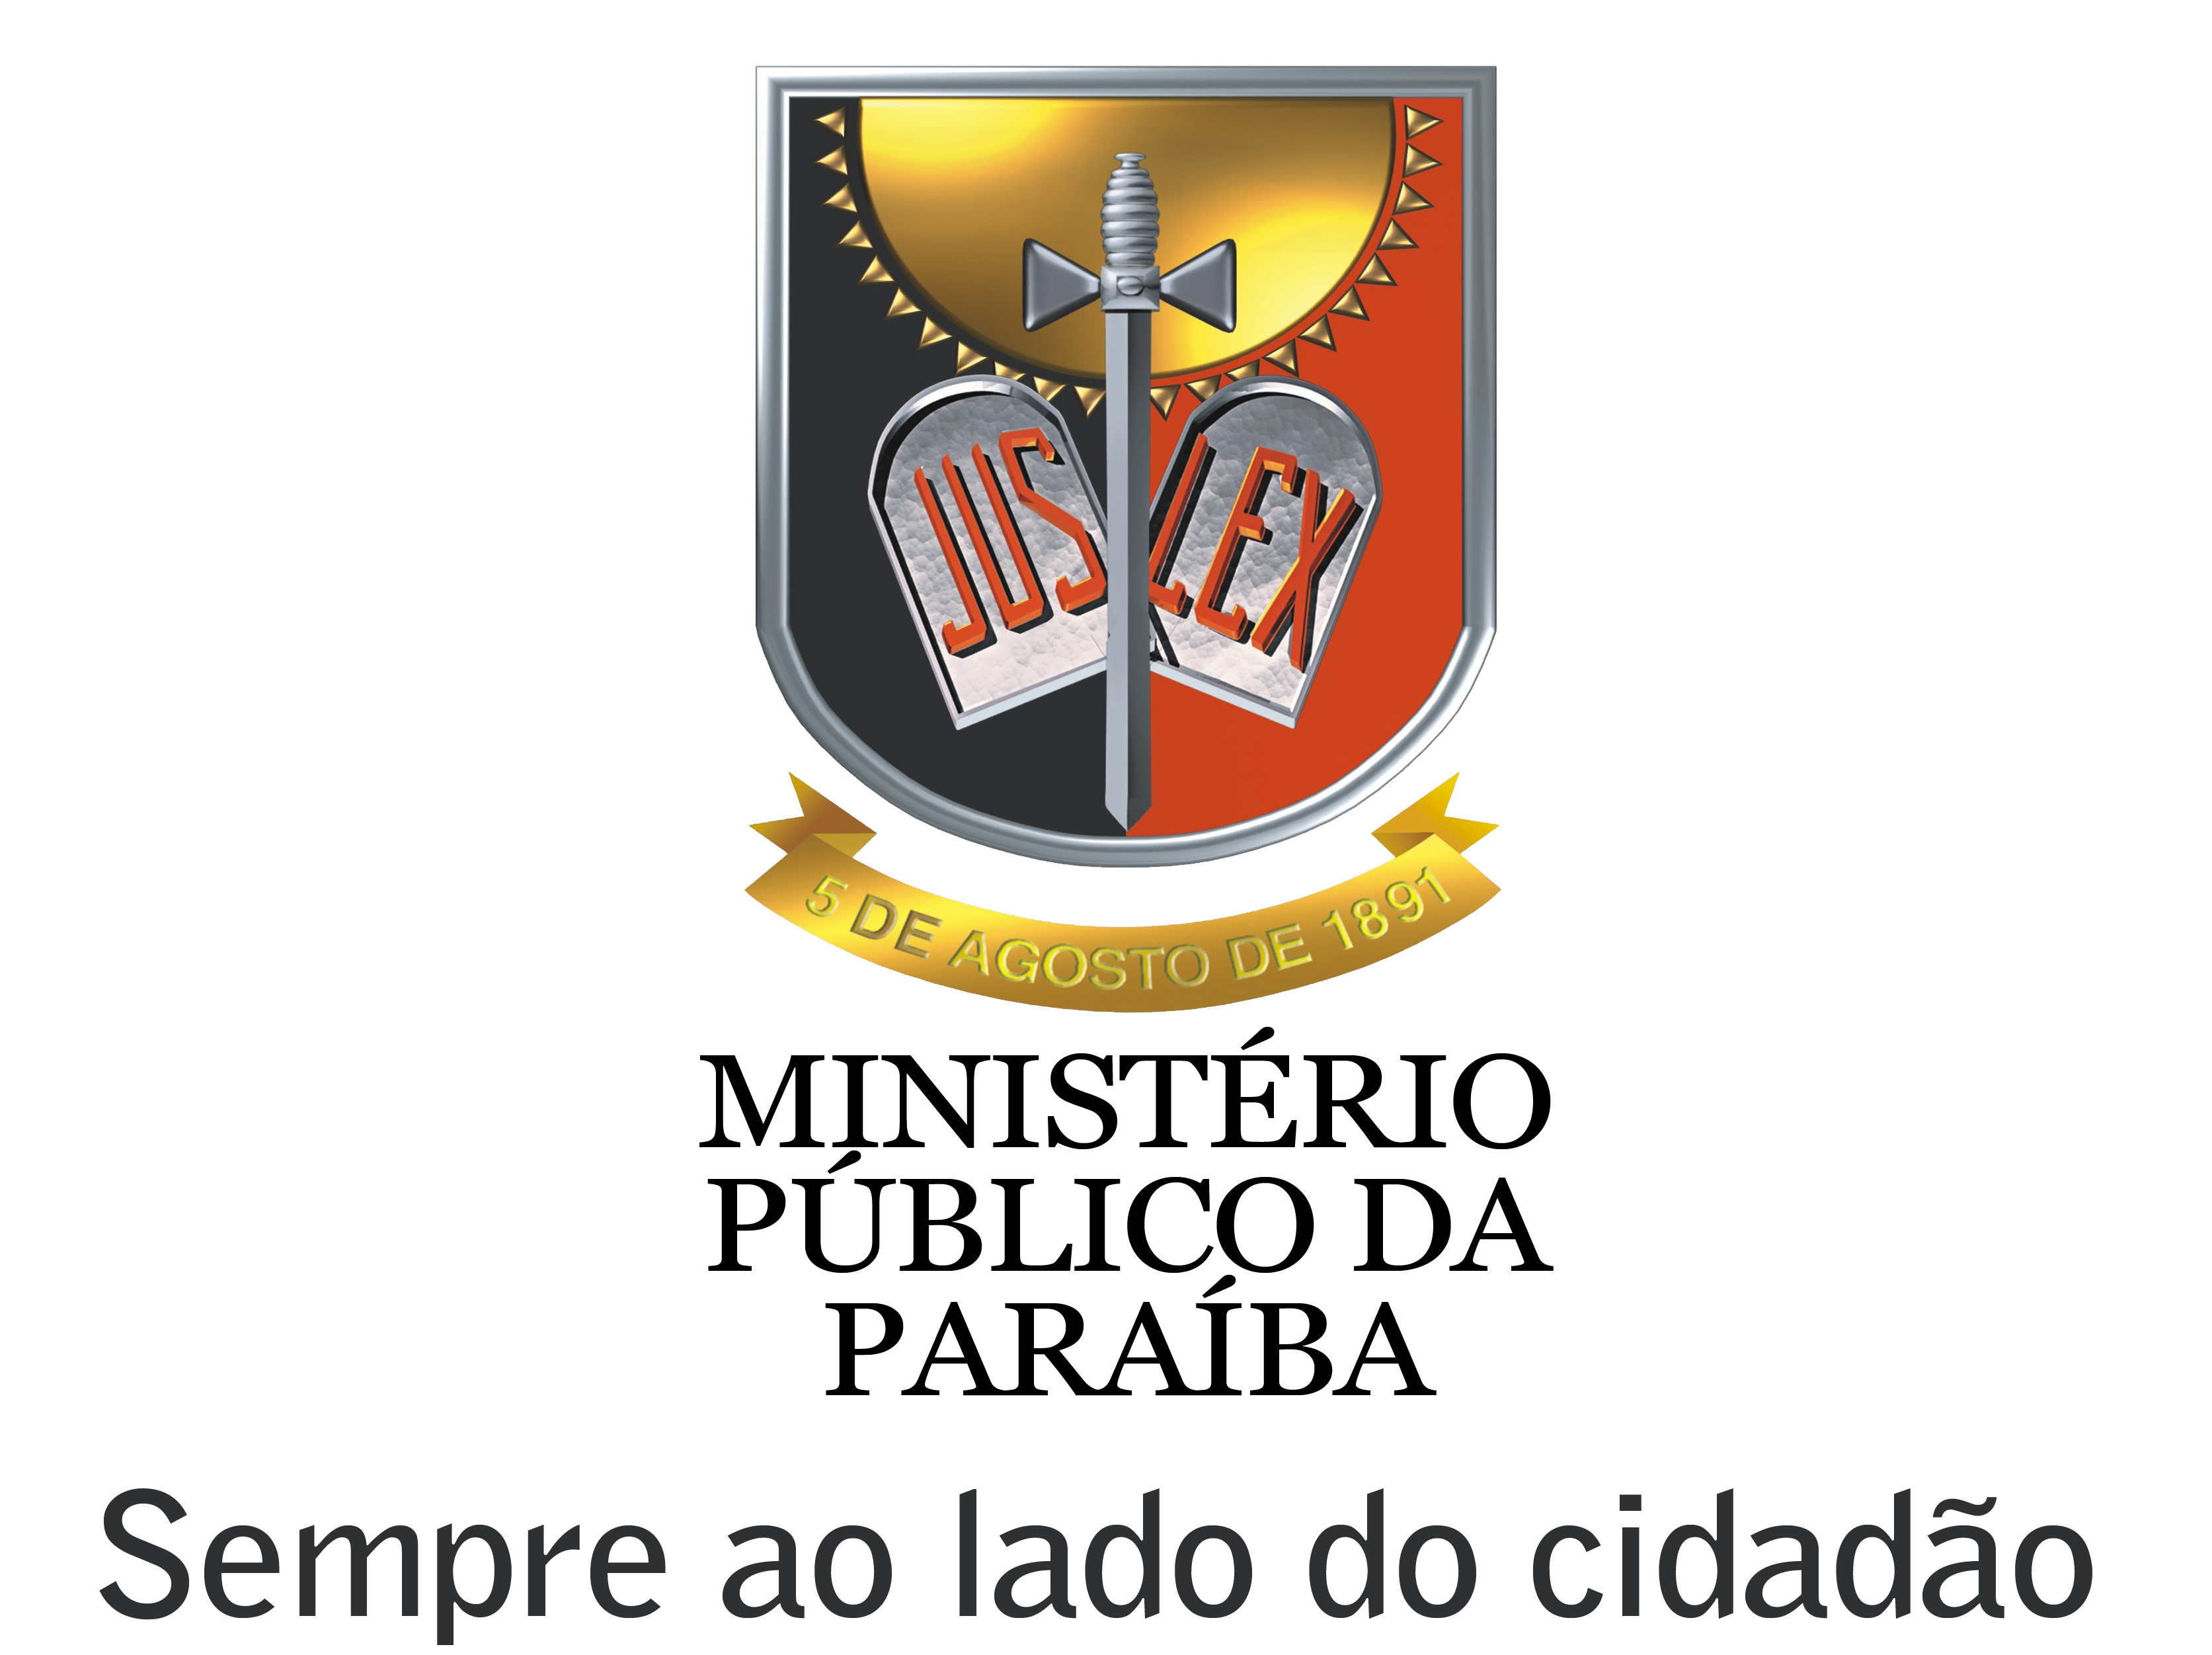 JUS LEX
5 DE AGOSTO DE 1891
MINISTÉRIO
PÚBLICO DA
PARAÍBA
Sempre ao lado do cidadão